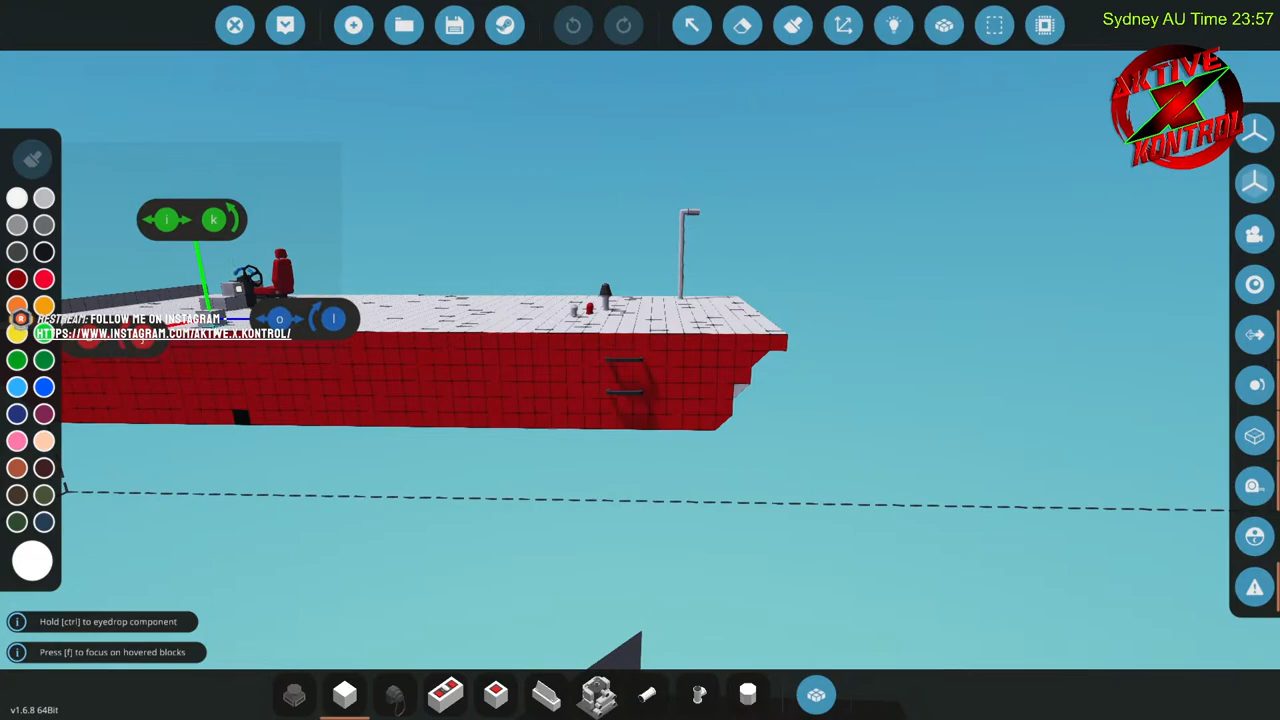 Sydney AU Time 23:57
AKTIVE
X
KONTROL
i
k
RESTREAM: FOLLOW ME ON INSTAGRAM
HTTPS://WWW.INSTAGRAM.COM/AKTIVE.X.KONTROL/
o
l
j
Hold [ctrl] to eyedrop component
Press [f] to focus on hovered blocks
v1.6.8 64Bit